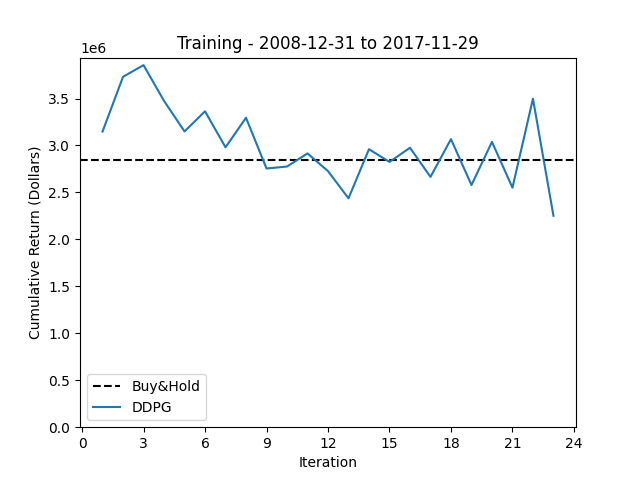 Training - 2008-12-31 to 2017-11-29
1e6
3.5
3.0
2.5
2.0
1.5
1.0
0.5
0.0
Cumulative Return (Dollars)
Buy&Hold
DDPG
0 3 6 9 12 15 18 21 24
Iteration